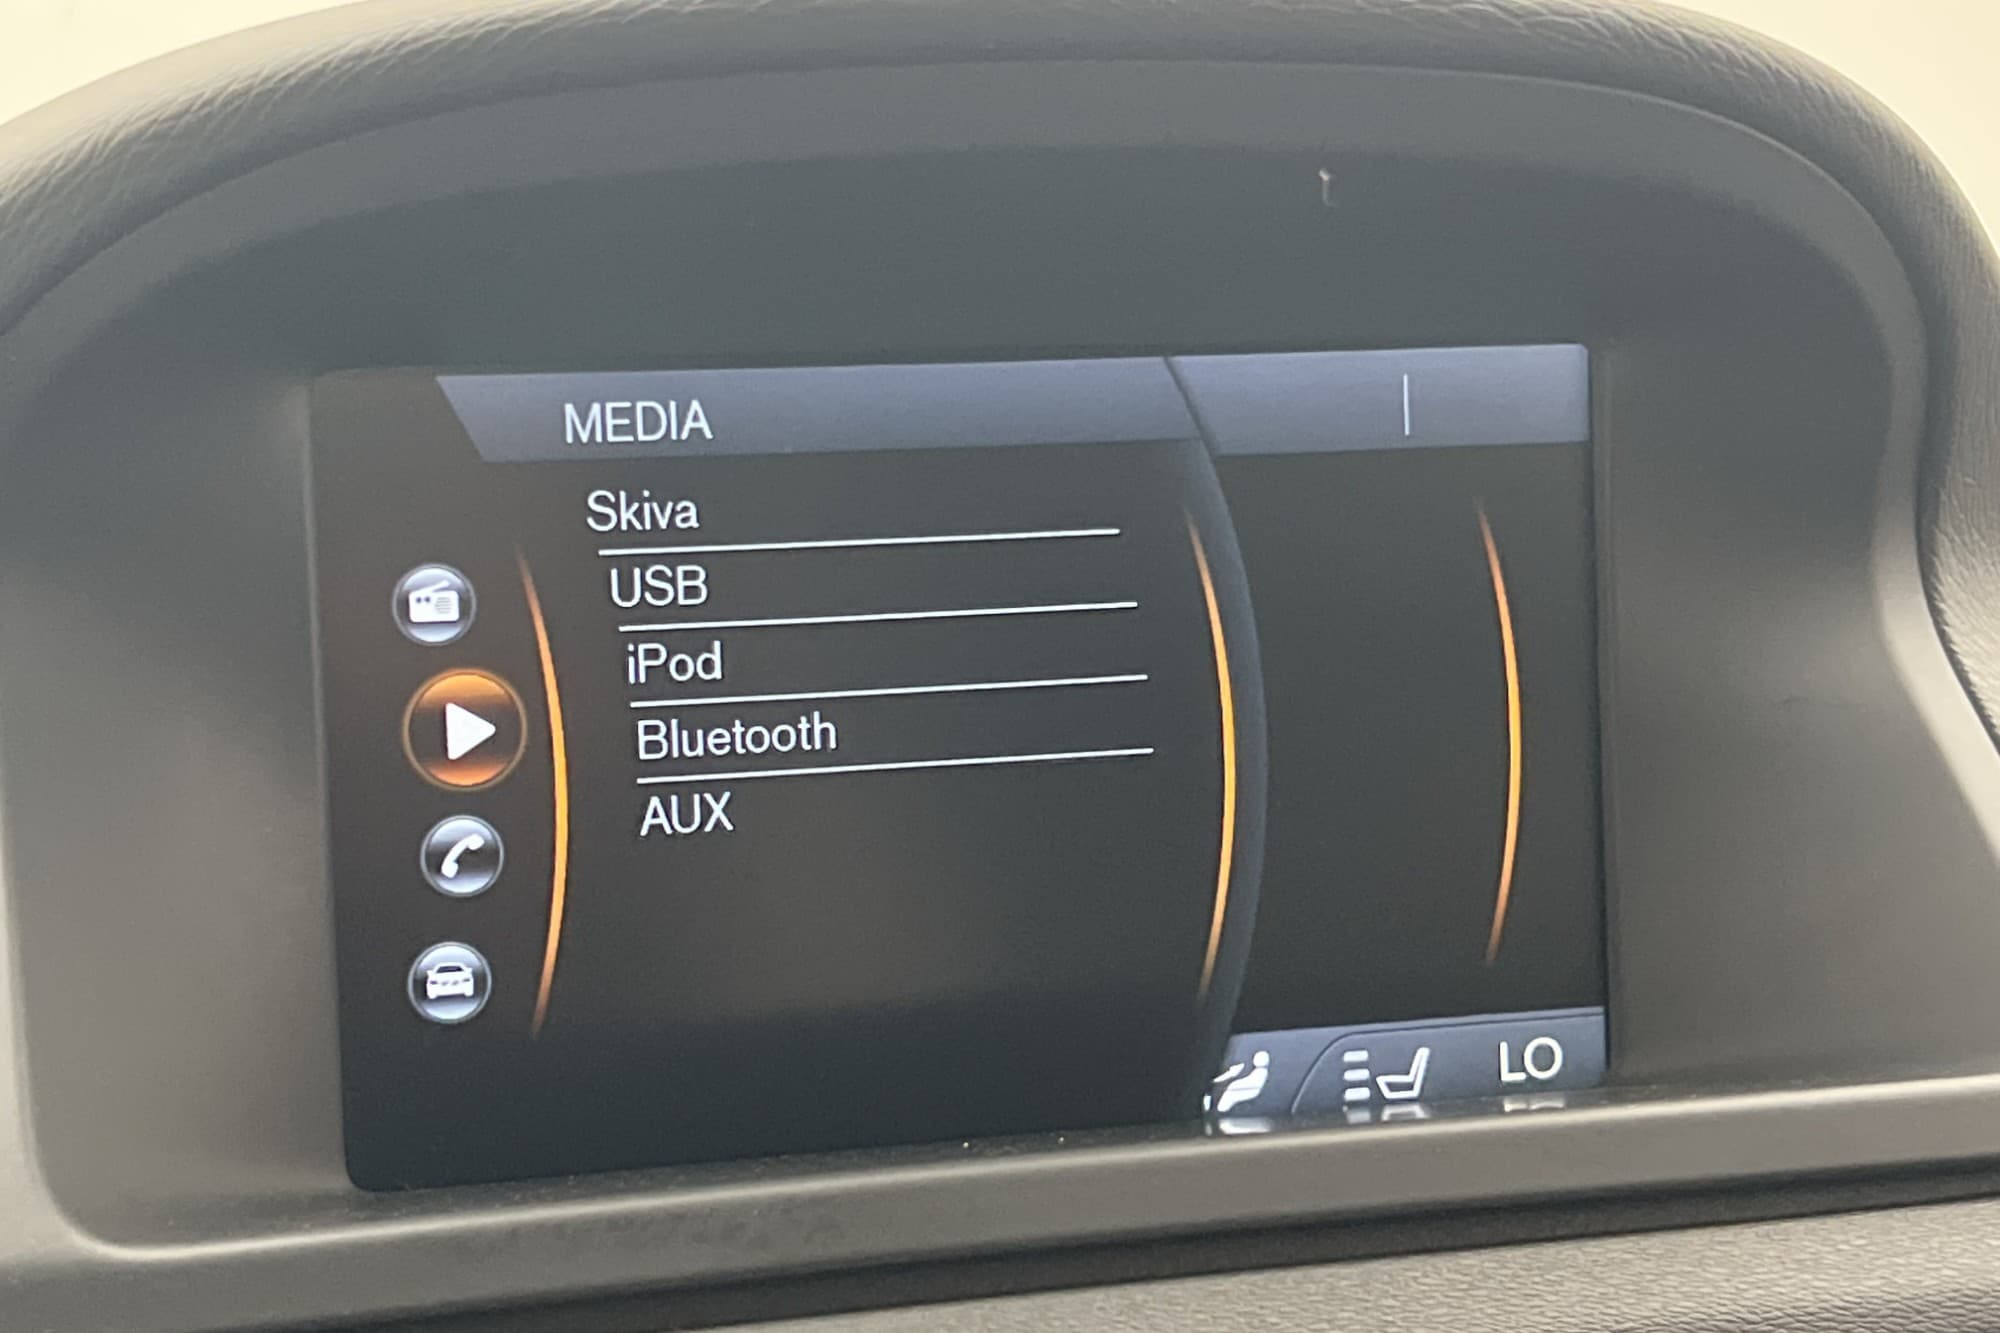 MEDIA
Skiva
USB
iPod
Bluetooth
AUX
LO